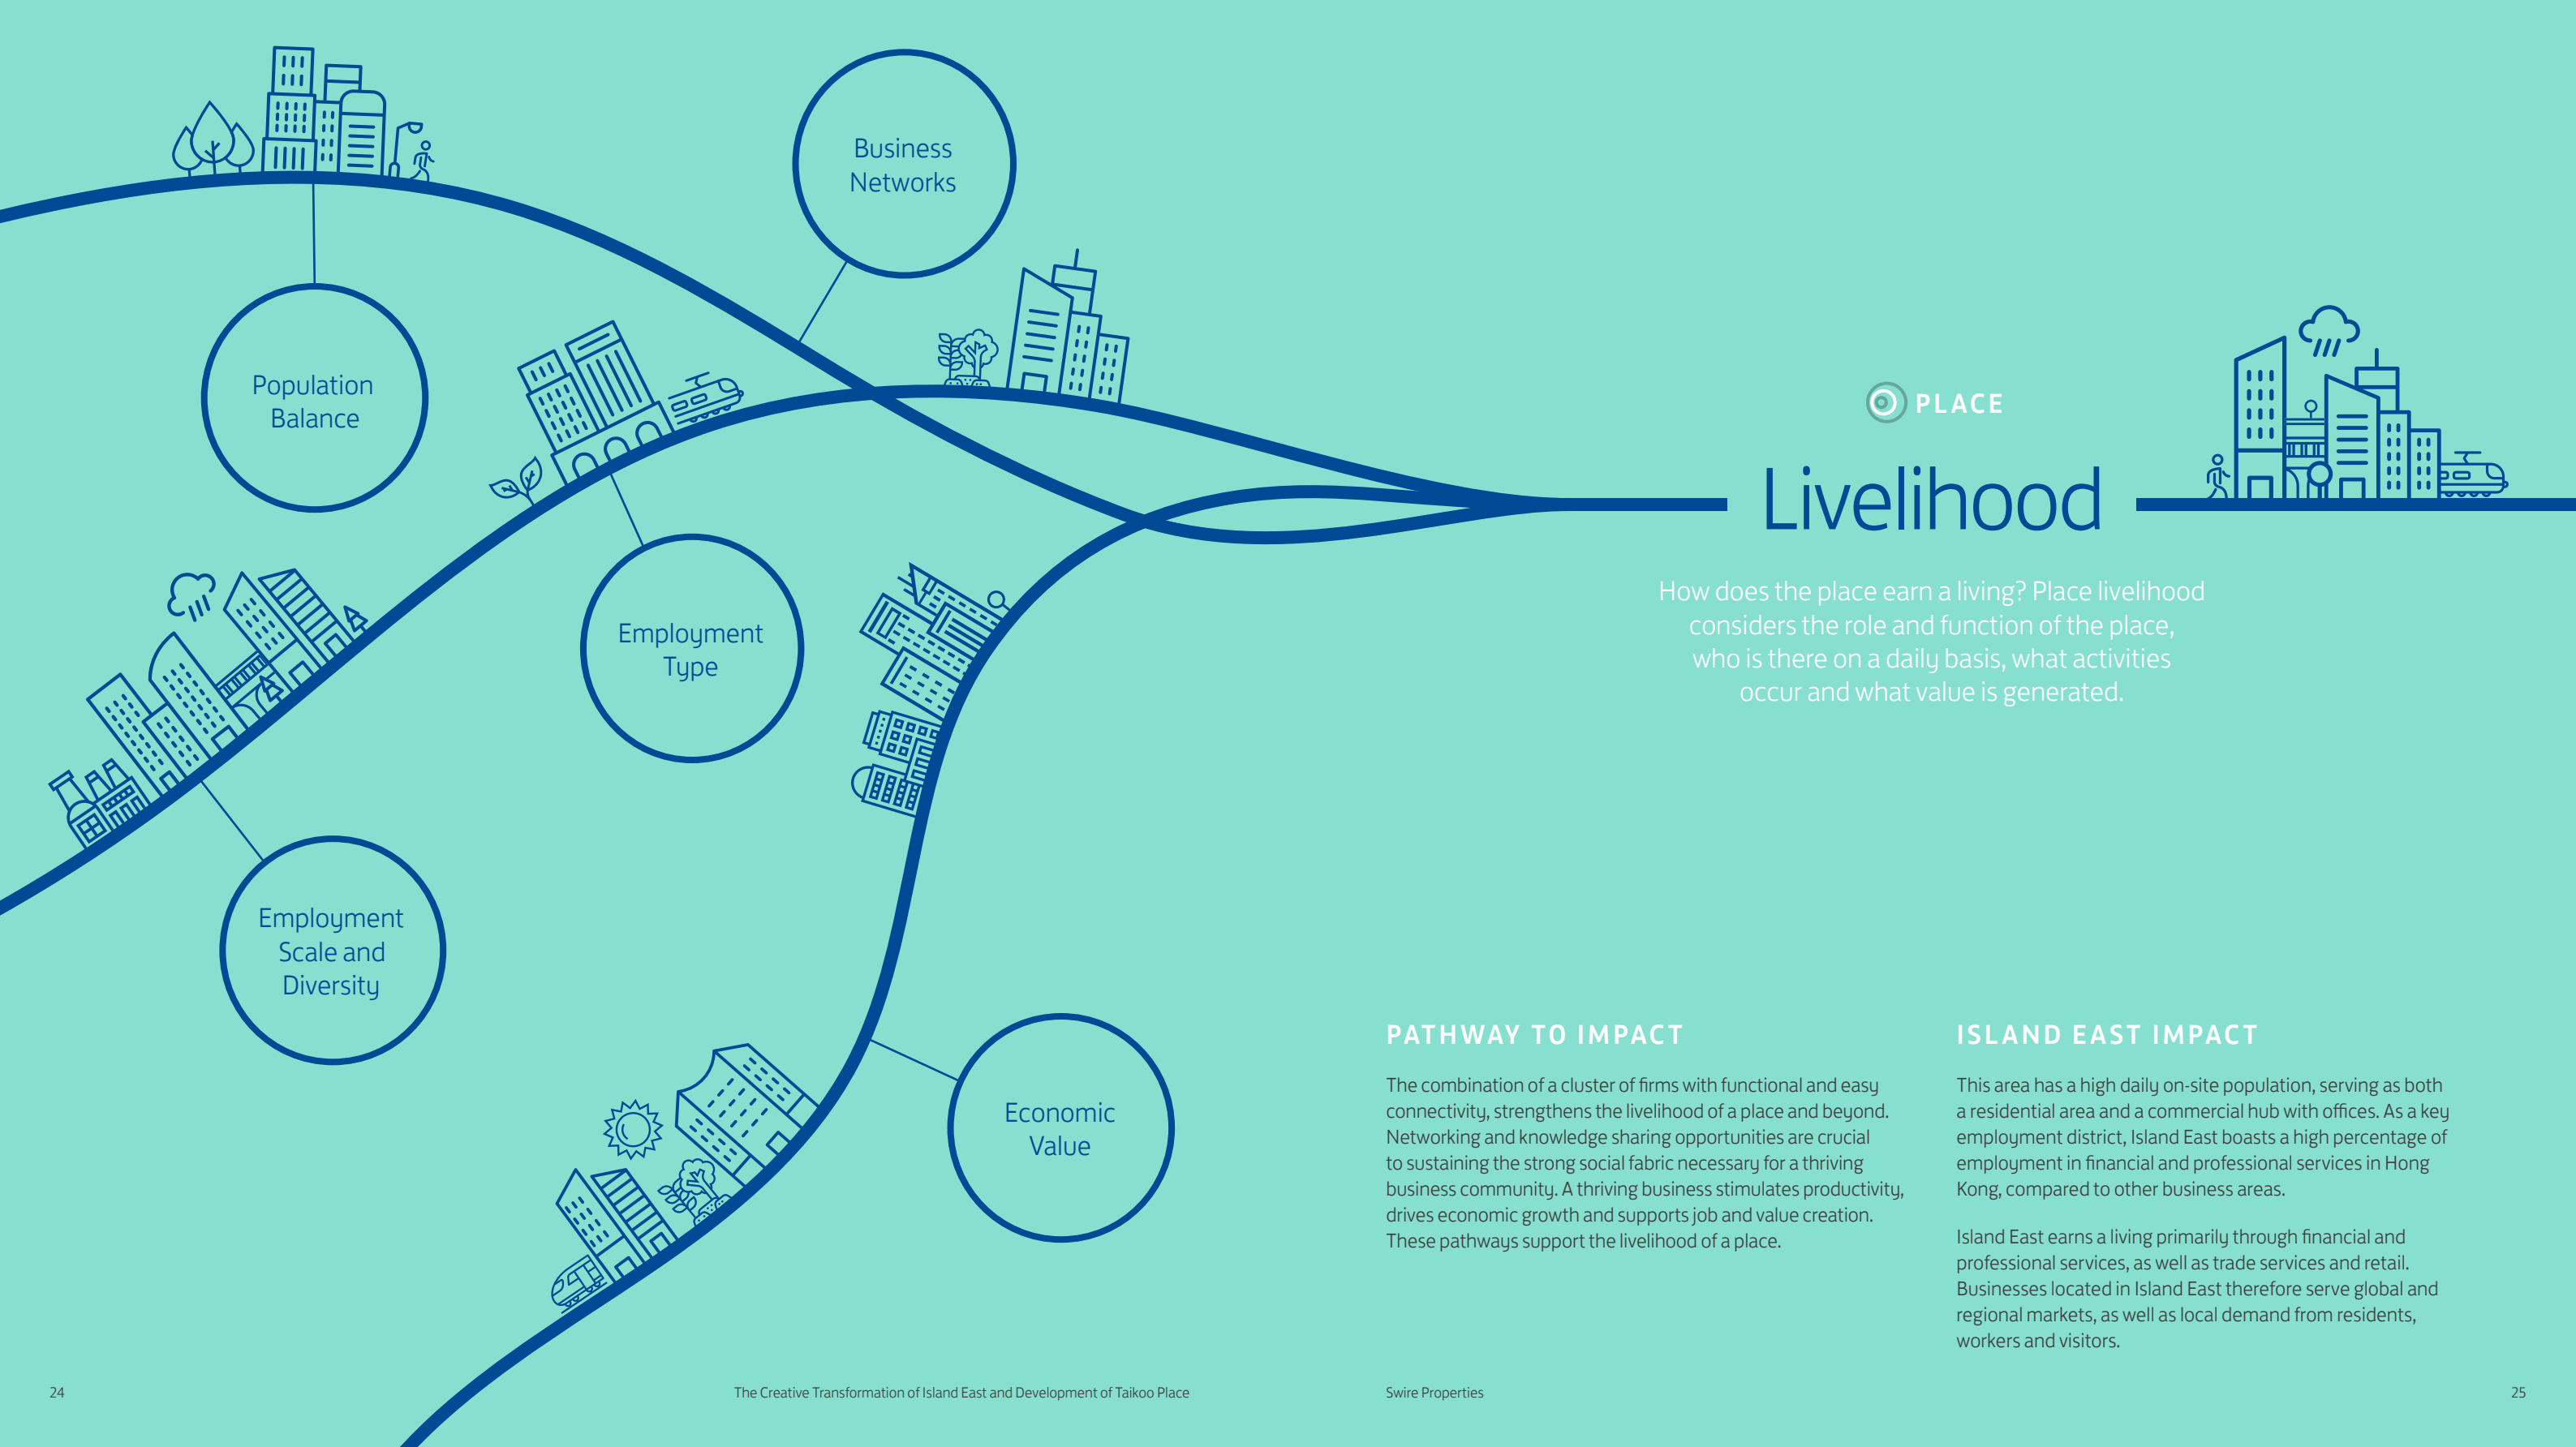 Business
Networks
Population
Balance
Employment
Type
Employment
Scale and
Diversity
Economic
Value
24
The Creative Transformation of Island East and Development of Taikoo Place
PLACE
Livelihood
How does the place earn a living? Place livelihood
considers the role and function of the place,
who is there on a daily basis, what activities
occur and what value is generated.
PATHWAY TO IMPACT
The combination of a cluster of firms with functional and easy
connectivity, strengthens the livelihood of a place and beyond.
Networking and knowledge sharing opportunities are crucial
to sustaining the strong social fabric necessary for a thriving
business community. A thriving business stimulates productivity,
drives economic growth and supports job and value creation.
These pathways support the livelihood of a place.
ISLAND EAST IMPACT
This area has a high daily on-site population, serving as both
a residential area and a commercial hub with offices. As a key
employment district, Island East boasts a high percentage of
employment in financial and professional services in Hong
Kong, compared to other business areas.
Island East earns a living primarily through financial and
professional services, as well as trade services and retail.
Businesses located in Island East therefore serve global and
regional markets, as well as local demand from residents,
workers and visitors.
Swire Properties
25